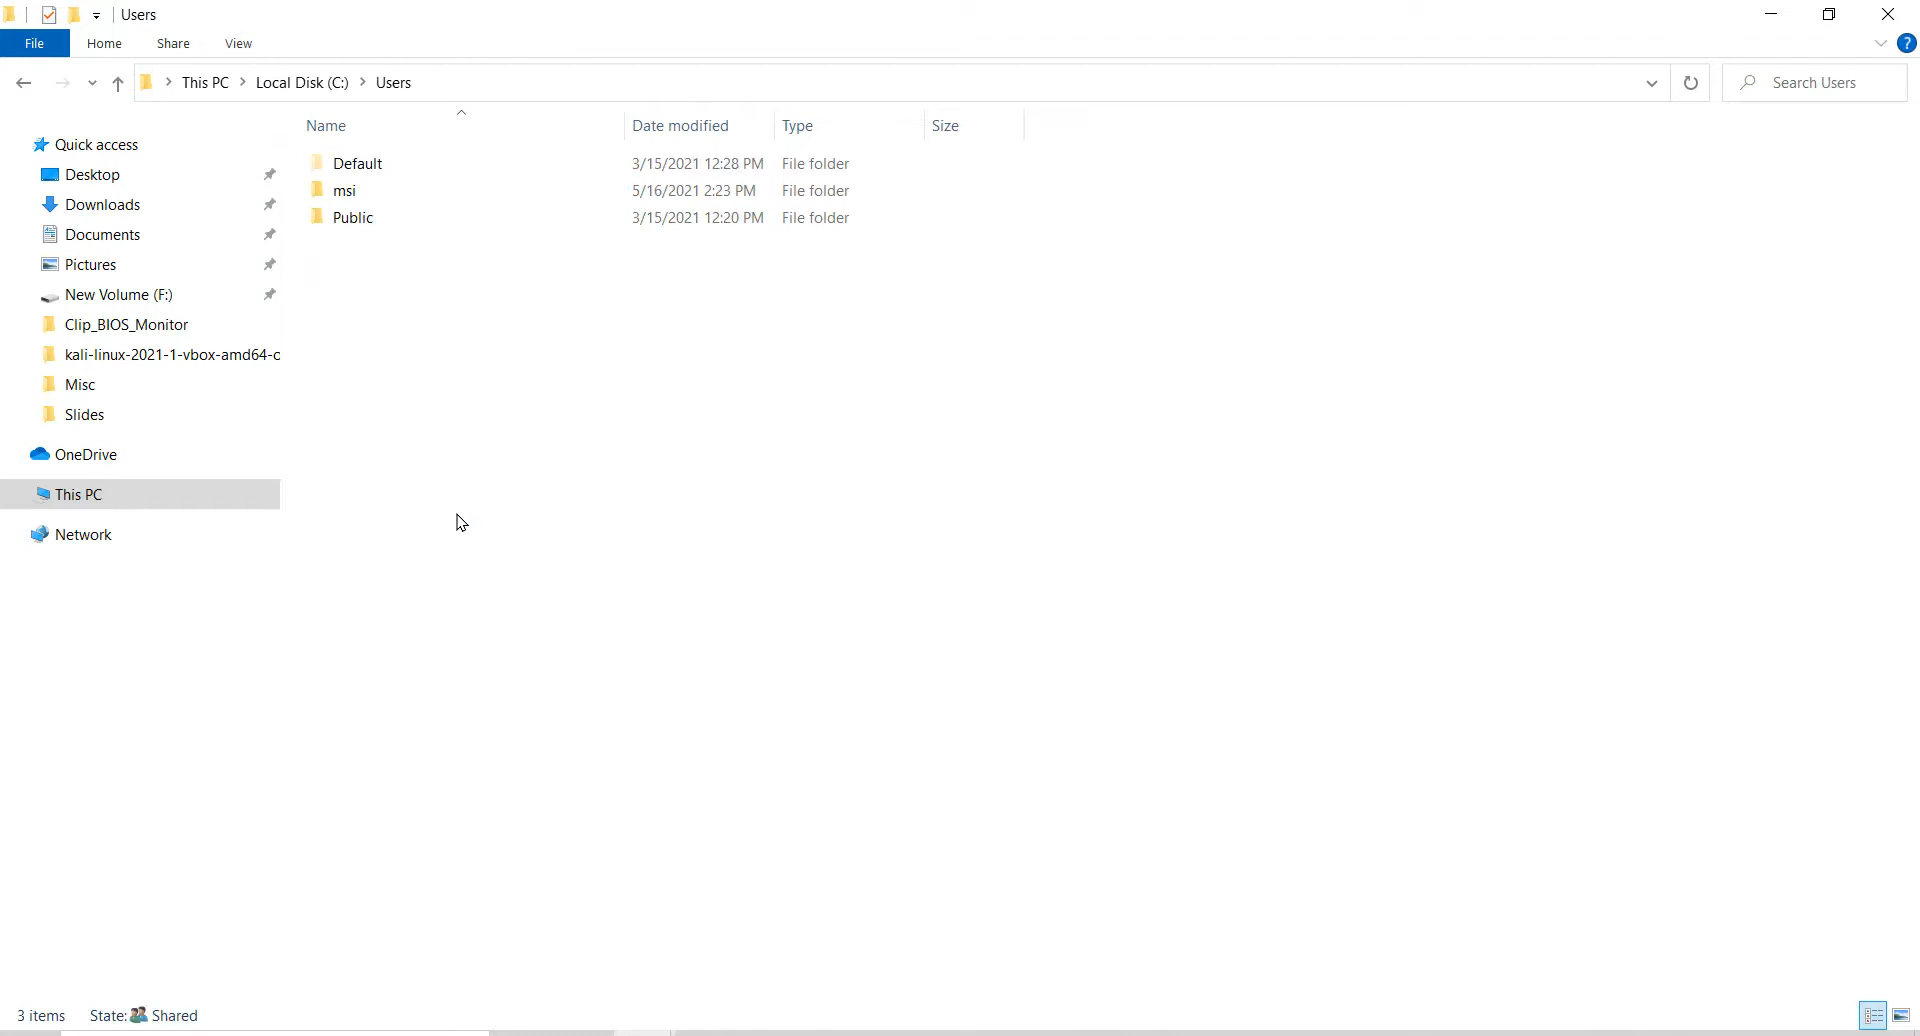 Users
File Home Share View
?
This PC Local Disk (C:) Users
Search Users
Name Date modified Type Size
Default 3/15/2021 12:28 PM File folder
msi 5/16/2021 2:23 PM File folder
Public 3/15/2021 12:20 PM File folder
Quick access
Desktop
Downloads
Documents
Pictures
New Volume (F:)
Clip_BIOS_Monitor
kali-linux-2021-1-vbox-amd64-c
Misc
Slides
OneDrive
This PC
Network
3 items State: Shared